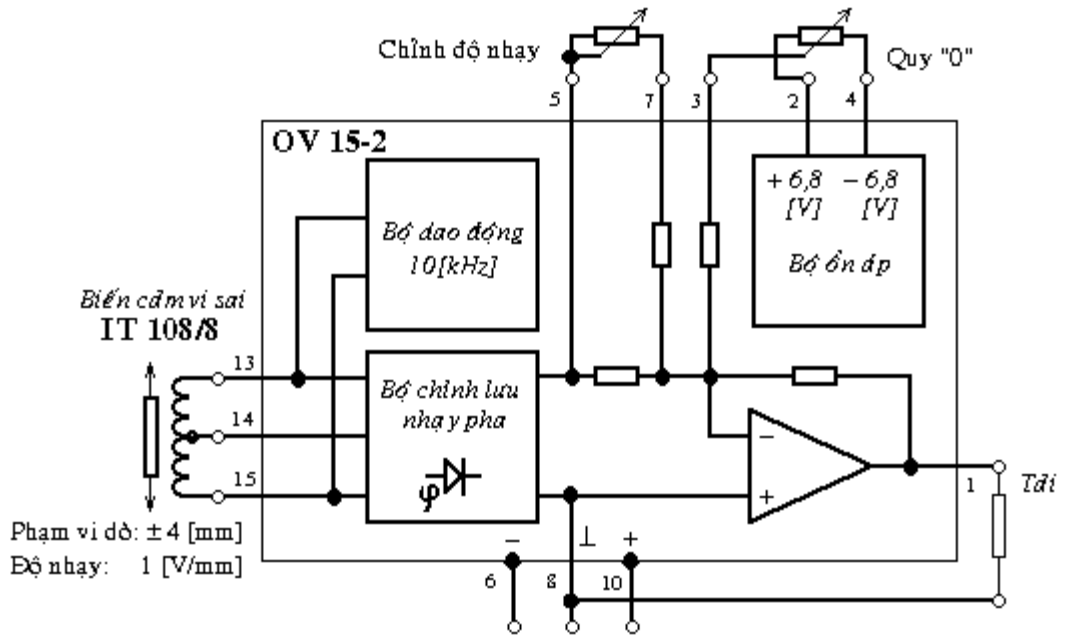 Chỉnh độ nhạy
Quy "0"
5
7
3
2
4
OV 15-2
+ 6,8
[V]
– 6,8
[V]
Bộ ổn áp
Bộ dao động
10[kHz]
Biến cảm vi sai
IT 108/8
13
14
15
Bộ chỉnh lưu
nhạy pha
φ
−
+
1
Tải
Phạm vi dò: ± 4 [mm]
Độ nhạy: 1 [V/mm]
−
⊥
+
6
8
10